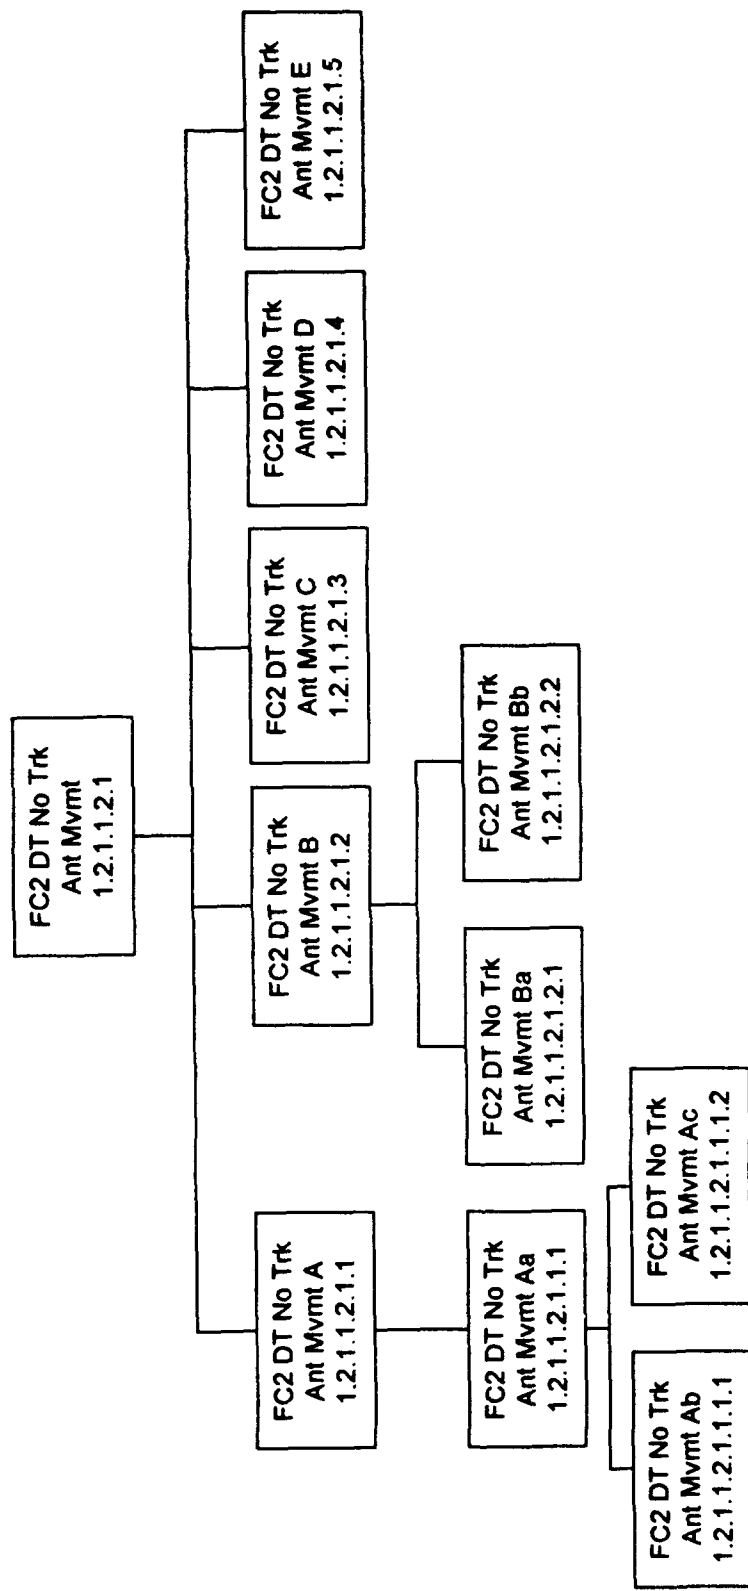 FC2 DT No Trk
Ant Mvmt
1.2.1.1.2.1
FC2 DT No Trk
Ant Mvmt A
1.2.1.1.2.1.1
FC2 DT No Trk
Ant Mvmt B
1.2.1.1.2.1.2
FC2 DT No Trk
Ant Mvmt C
1.2.1.1.2.1.3
FC2 DT No Trk
Ant Mvmt D
1.2.1.1.2.1.4
FC2 DT No Trk
Ant Mvmt E
1.2.1.1.2.1.5
FC2 DT No Trk
Ant Mvmt Aa
1.2.1.1.2.1.1.1
FC2 DT No Trk
Ant Mvmt Ba
1.2.1.1.2.1.2.1
FC2 DT No Trk
Ant Mvmt Bb
1.2.1.1.2.1.2.2
FC2 DT No Trk
Ant Mvmt Ab
1.2.1.1.2.1.1.1.1
FC2 DT No Trk
Ant Mvmt Ac
1.2.1.1.2.1.1.1.2